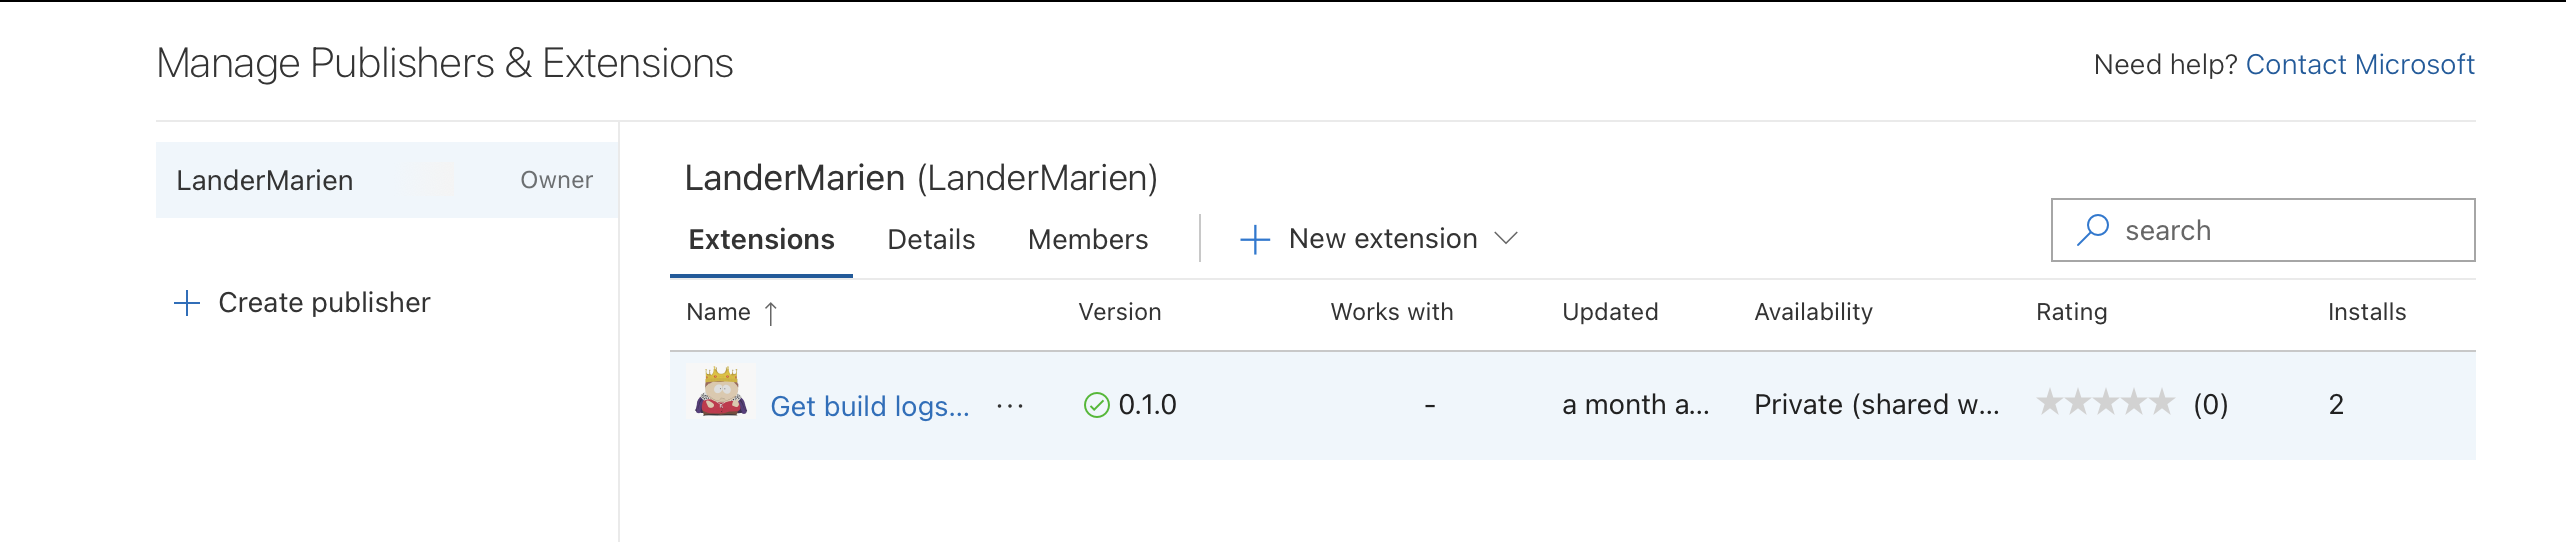 Manage Publishers & Extensions
Need help? Contact Microsoft
LanderMarien Owner
+ Create publisher
LanderMarien (LanderMarien)
Extensions Details Members + New extension
search
Name ↑ Version Works with Updated Availability Rating Installs
Get build logs... ... 0.1.0 - a month a... Private (shared w... (0) 2